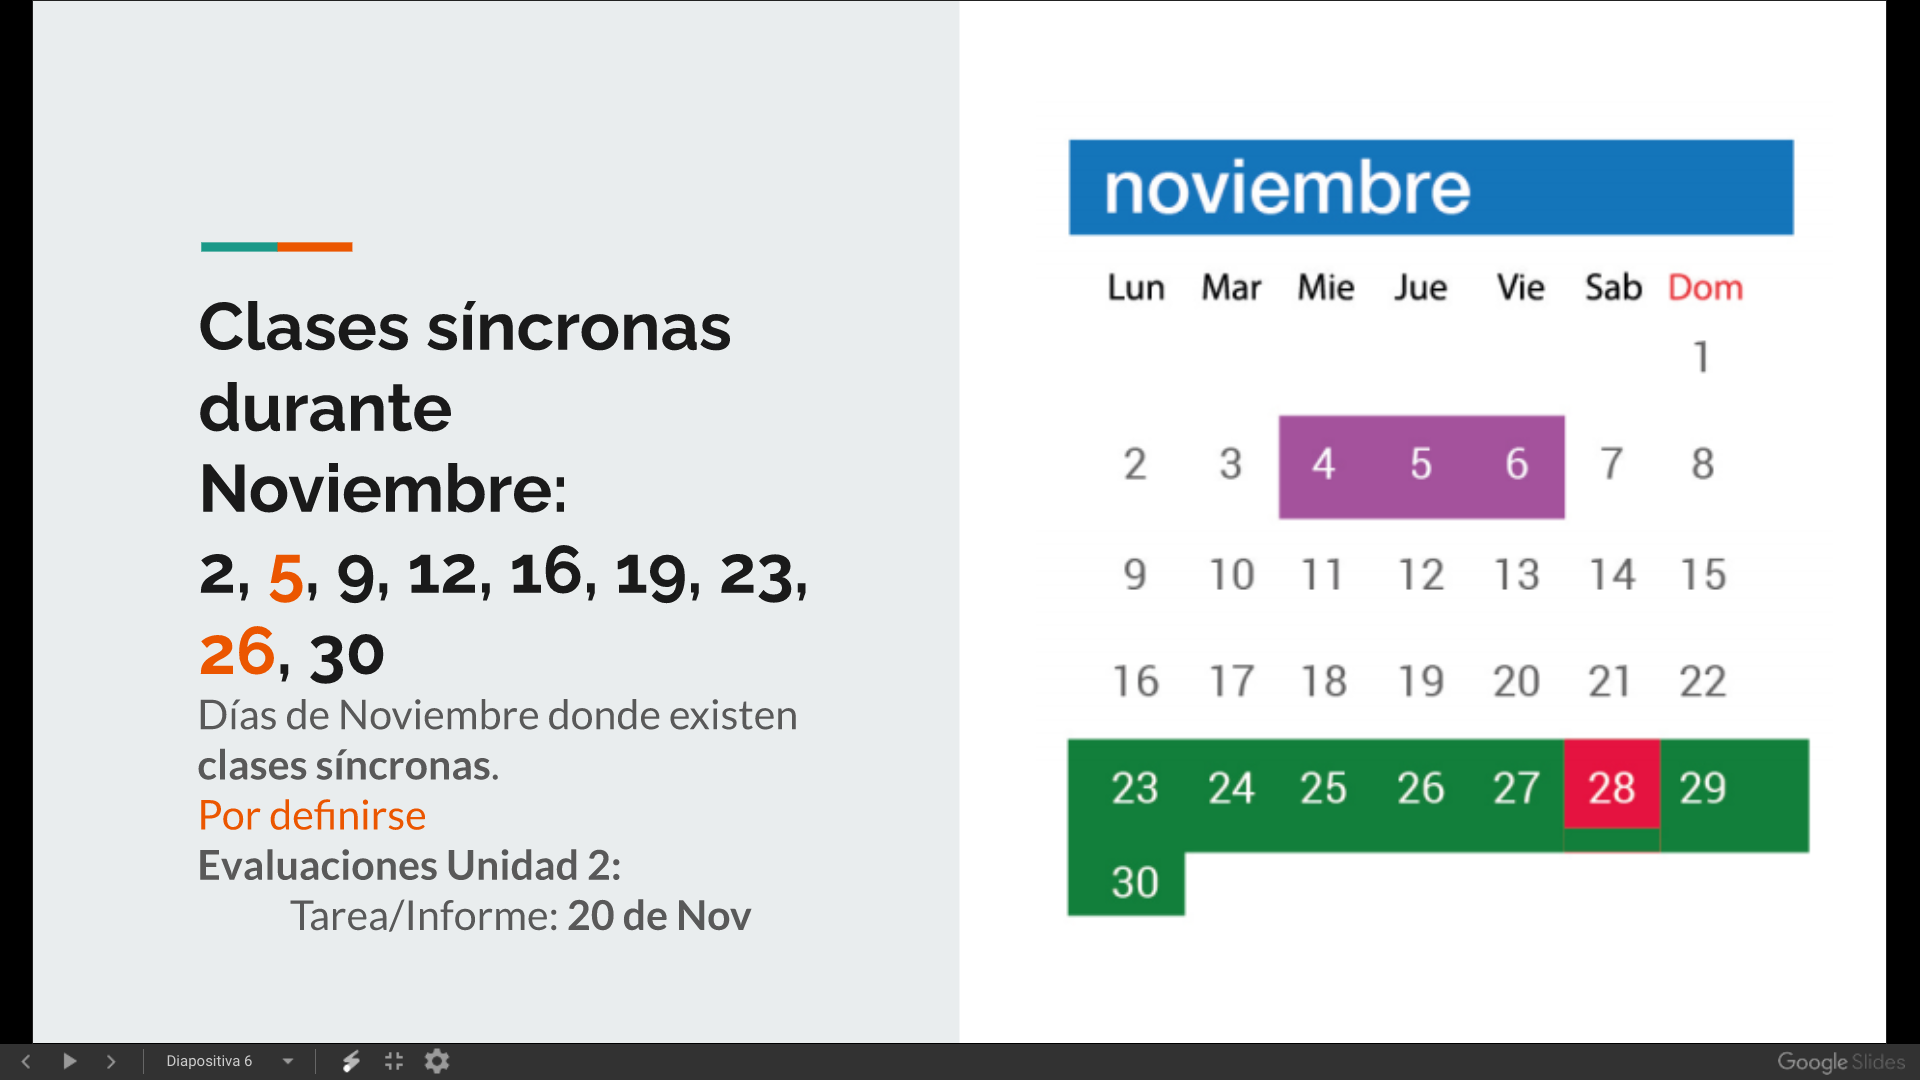 Clases síncronas
durante
Noviembre:
2, 5, 9, 12, 16, 19, 23,
26, 30
Días de Noviembre donde existen
clases síncronas.
Por definirse
Evaluaciones Unidad 2:
Tarea/Informe: 20 de Nov
noviembre
Lun Mar Mie Jue Vie Sab Dom
1
2 3 4 5 6 7 8
9 10 11 12 13 14 15
16 17 18 19 20 21 22
23 24 25 26 27 28 29
30
Diapositiva 6
Google Slides